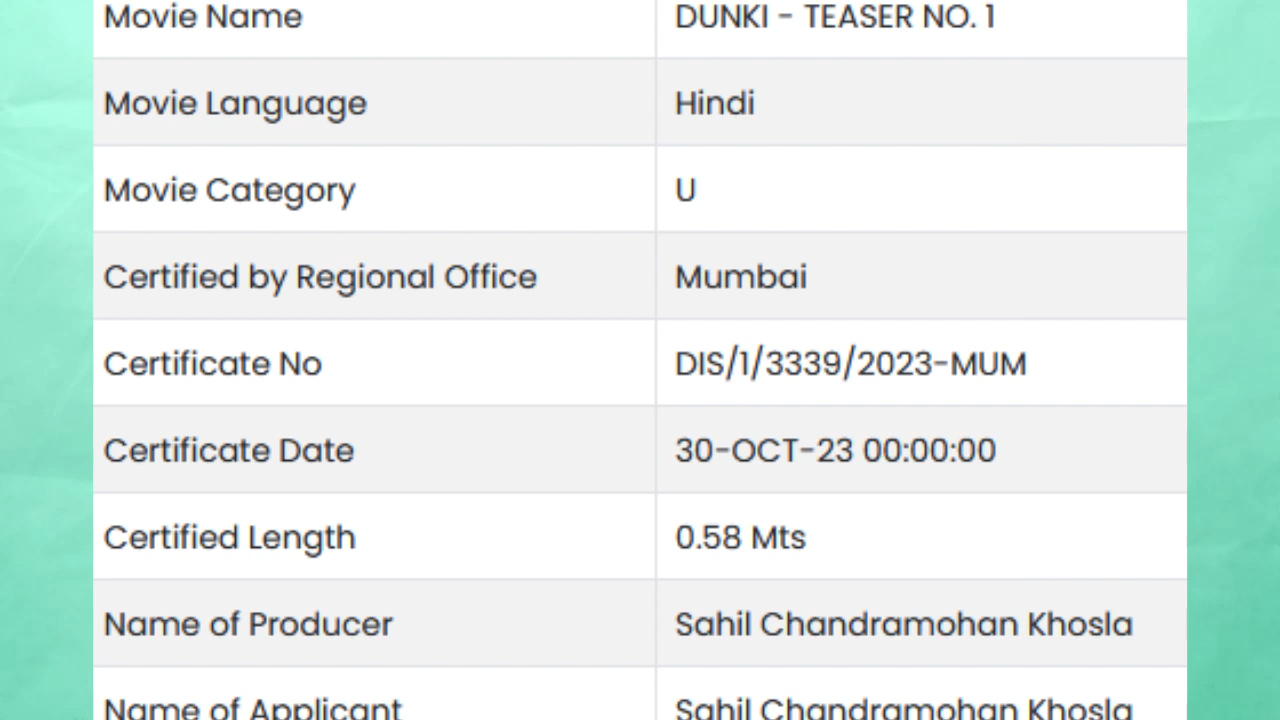 Movie Name DUNKI - TEASER NO. 1
Movie Language Hindi
Movie Category U
Certified by Regional Office Mumbai
Certificate No DIS/1/3339/2023-MUM
Certificate Date 30-OCT-23 00:00:00
Certified Length 0.58 Mts
Name of Producer Sahil Chandramohan Khosla
Name of Applicant Sahil Chandramohan Khosla